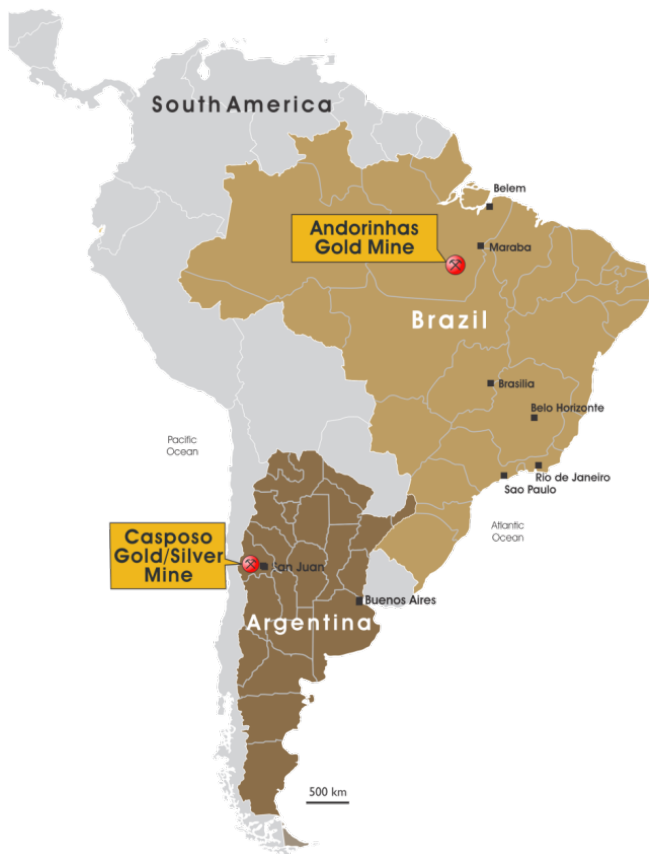 South America
Belem
Andorinhas
Gold Mine
Maraba
Brazil
Brasilia
Belo Horizonte
Pacific
Ocean
Rio de Janeiro
Sao Paulo
Atlantic
Ocean
Casposo
Gold/Silver
Mine
San Juan
Buenos Aires
Argentina
500 km